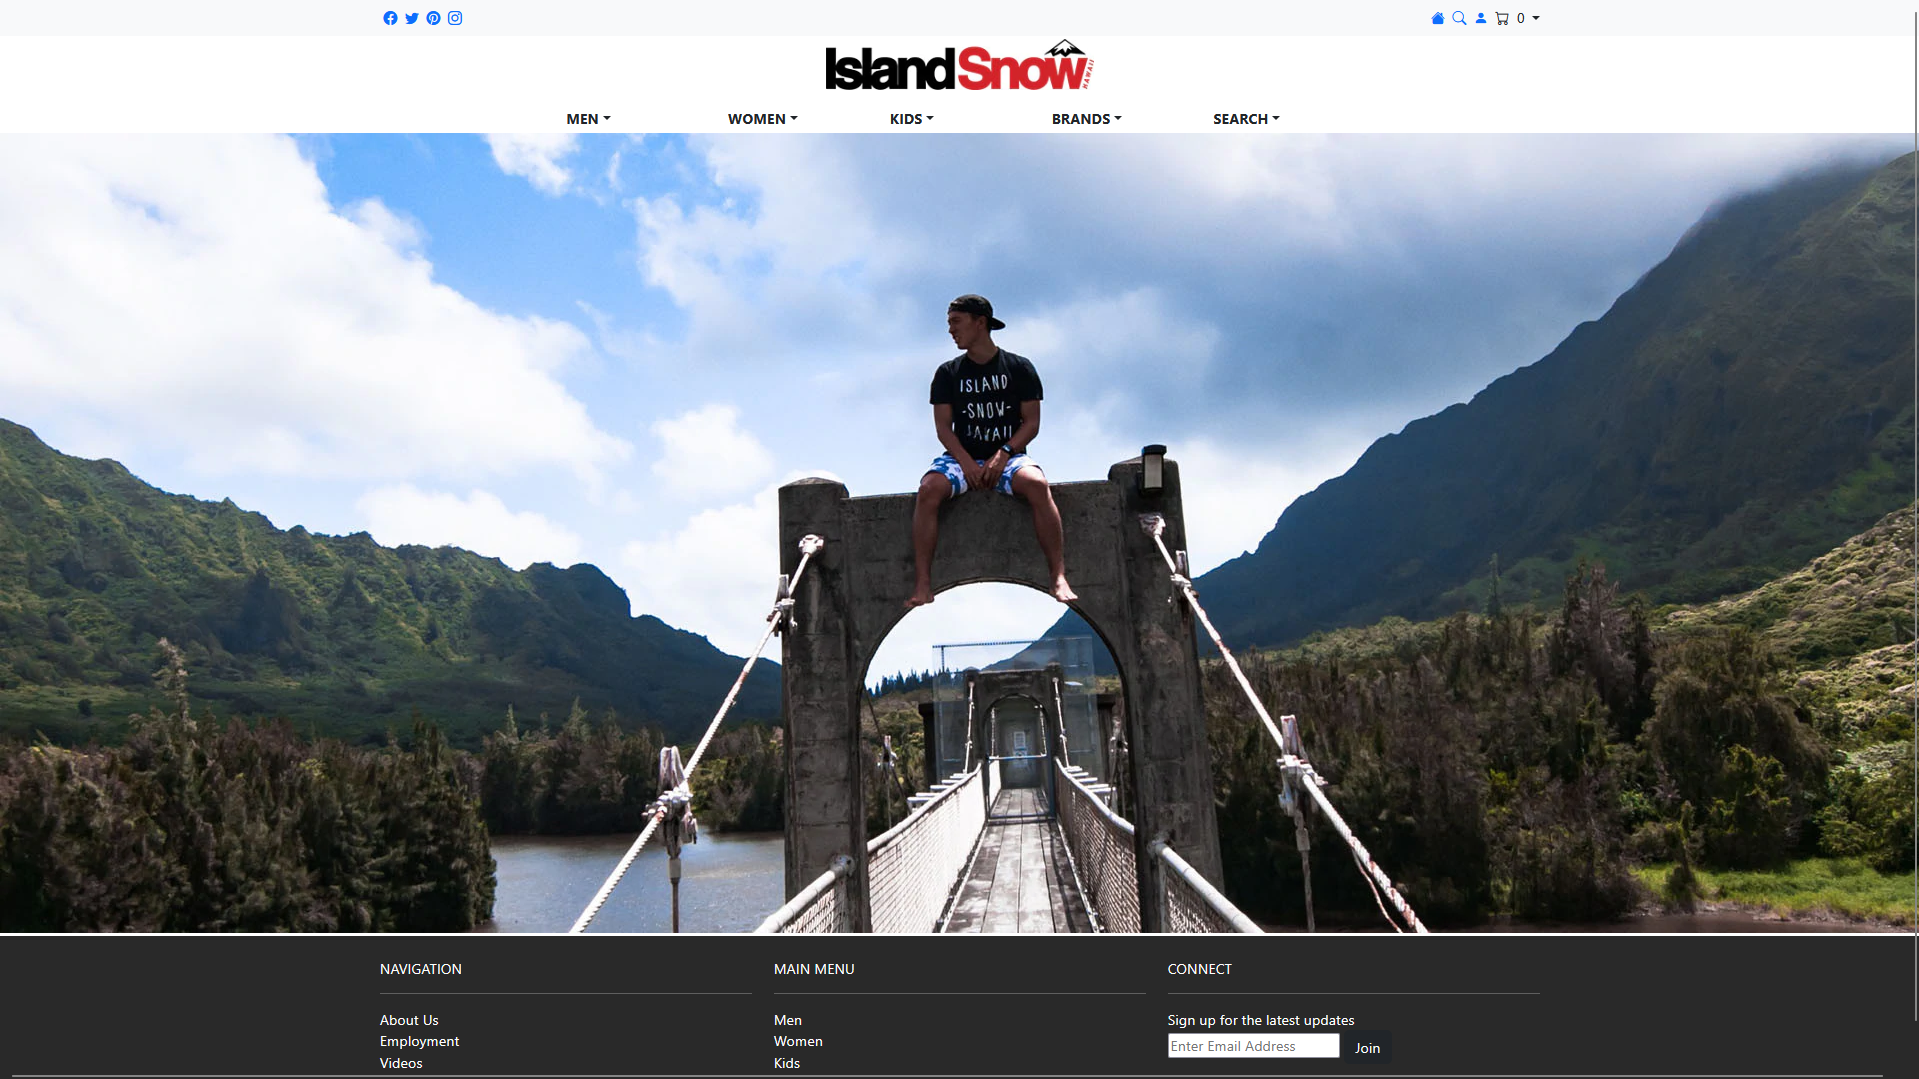 0
IslandSnow
HAWAII
MEN
WOMEN
KIDS
BRANDS
SEARCH
ISLAND
-SNOW-
HAWAII
NAVIGATION
MAIN MENU
CONNECT
About Us
Employment
Videos
Men
Women
Kids
Sign up for the latest updates
Enter Email Address
Join